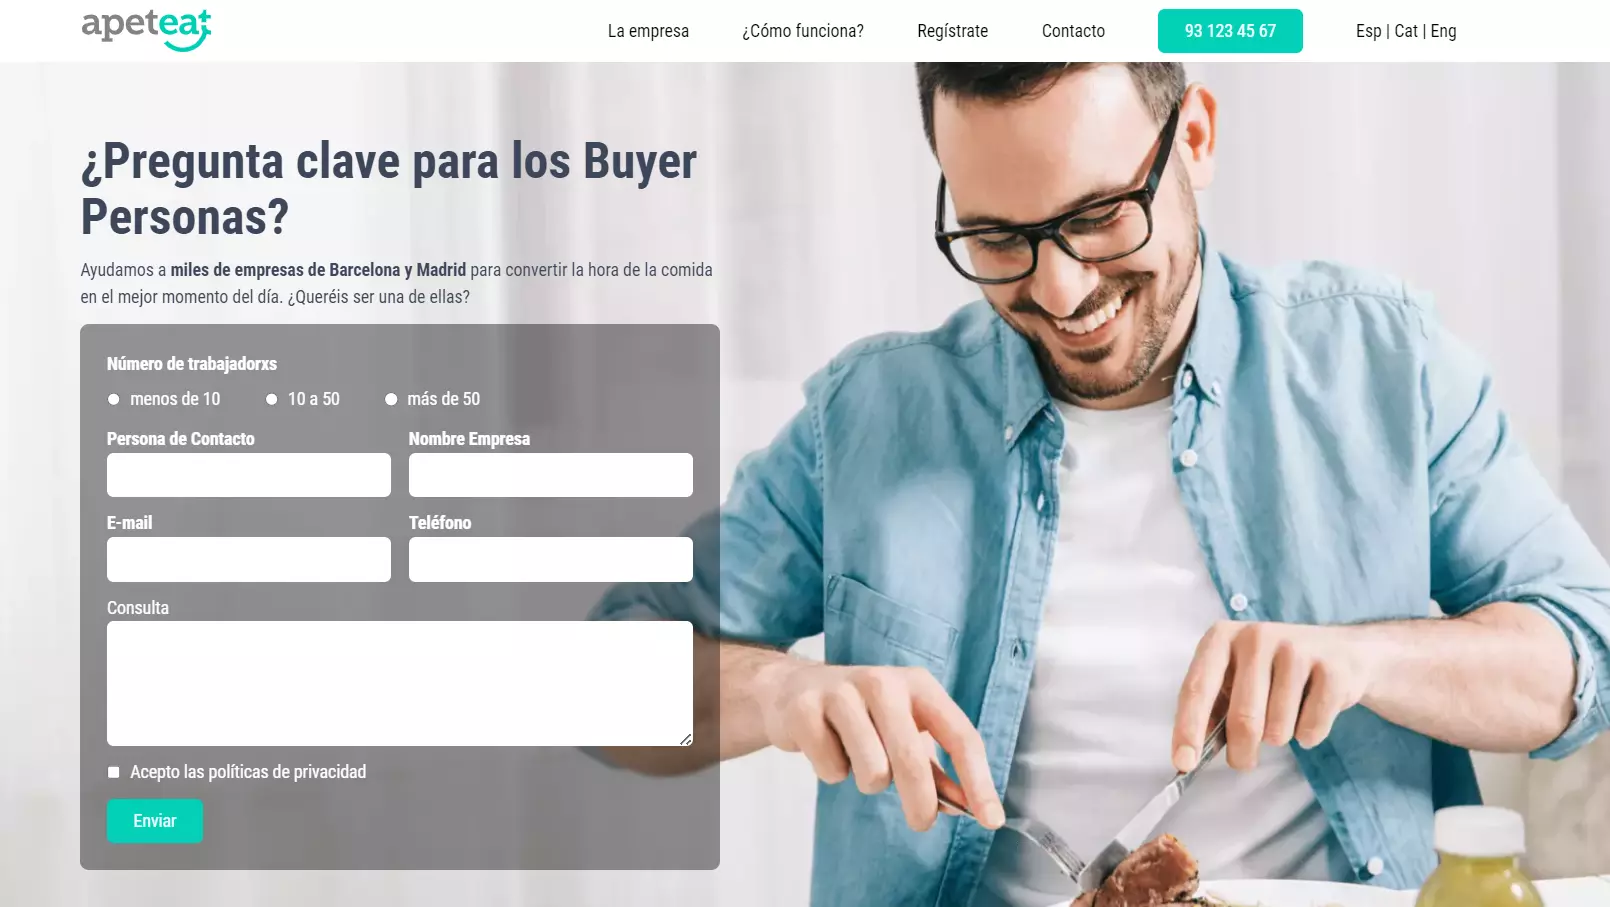 apeteat
La empresa
¿Cómo funciona?
Regístrate
Contacto
93 123 45 67
Esp | Cat | Eng
¿Pregunta clave para los Buyer
Personas?
Ayudamos a miles de empresas de Barcelona y Madrid para convertir la hora de la comida
en el mejor momento del día. ¿Queréis ser una de ellas?
Número de trabajadorxs
menos de 10
10 a 50
más de 50
Persona de Contacto
Nombre Empresa
E-mail
Teléfono
Consulta
Acepto las políticas de privacidad
Enviar